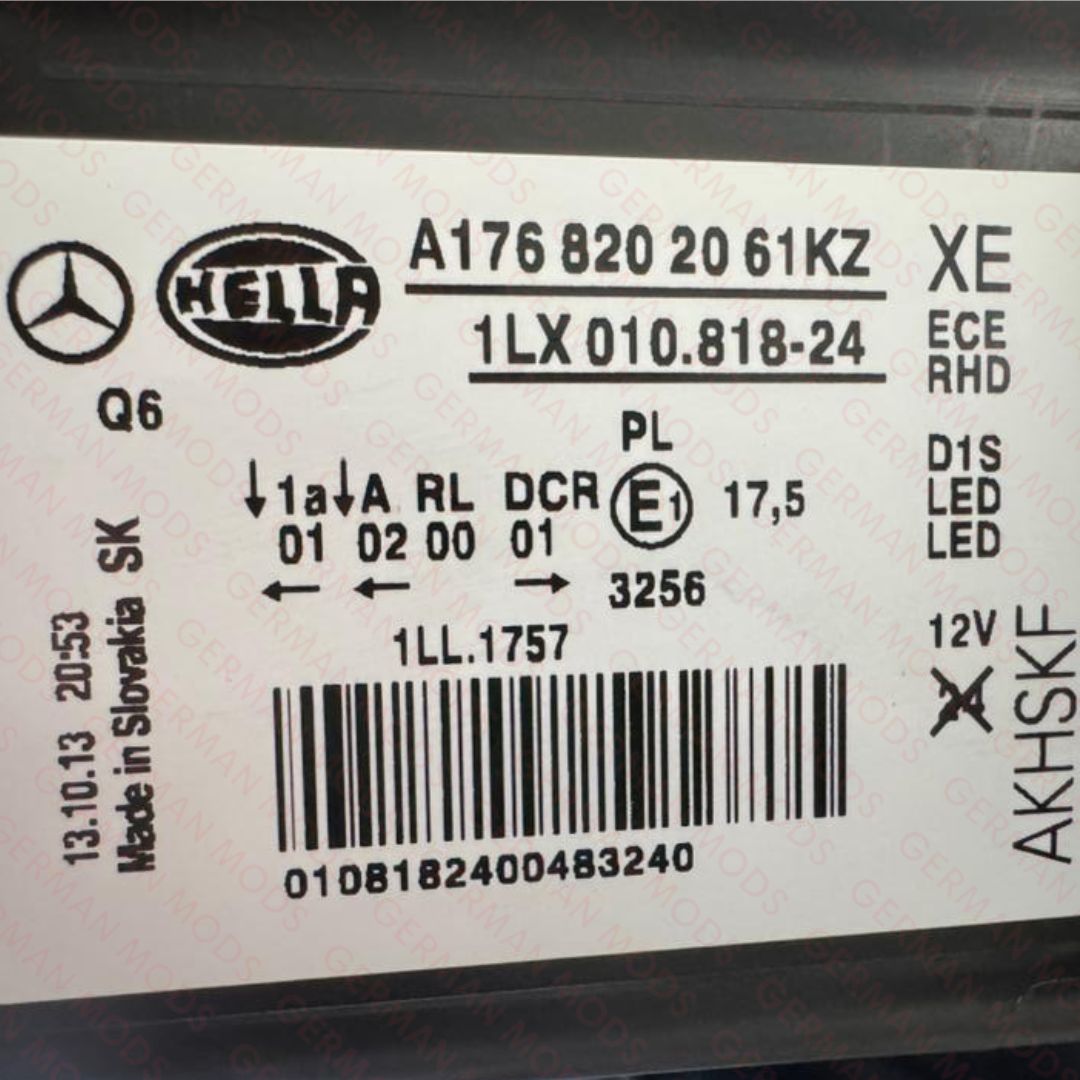 HELLA
A176 820 20 61KZ
1LX 010.818-24
XE
ECE
RHD
Q6
PL
↓1a↓A RL DCR E1 17,5
01 02 00 01
← ← → 3256
D1S
LED
LED
1LL.1757
12V
24
AKHSKF
13.10.13 20:53
Made in Slovakia SK
0108182400483240
GERMAN MODS